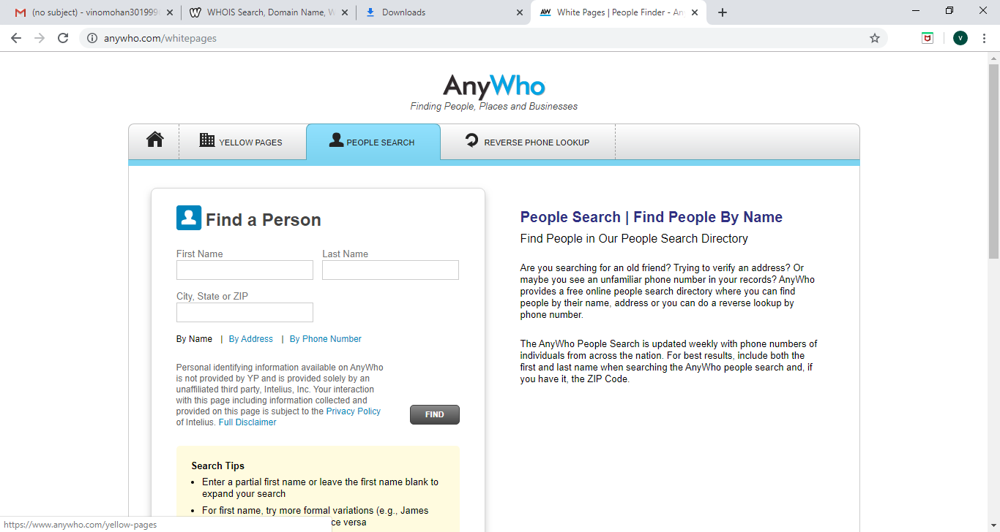 (no subject) - vinomohan301999
WHOIS Search, Domain Name, W
Downloads
White Pages | People Finder - An
anywho.com/whitepages
V
AnyWho
Finding People, Places and Businesses
YELLOW PAGES
PEOPLE SEARCH
REVERSE PHONE LOOKUP
Find a Person
First Name
Last Name
City, State or ZIP
By Name | By Address | By Phone Number
Personal identifying information available on AnyWho
is not provided by YP and is provided solely by an
unaffiliated third party, Intelius, Inc. Your interaction
with this page including information collected and
provided on this page is subject to the Privacy Policy
of Intelius. Full Disclaimer
FIND
Search Tips
• Enter a partial first name or leave the first name blank to
expand your search
• For first name, try more formal variations (e.g., James
ce versa
People Search | Find People By Name
Find People in Our People Search Directory
Are you searching for an old friend? Trying to verify an address? Or
maybe you see an unfamiliar phone number in your records? AnyWho
provides a free online people search directory where you can find
people by their name, address or you can do a reverse lookup by
phone number.
The AnyWho People Search is updated weekly with phone numbers of
individuals from across the nation. For best results, include both the
first and last name when searching the AnyWho people search and, if
you have it, the ZIP Code.
https://www.anywho.com/yellow-pages